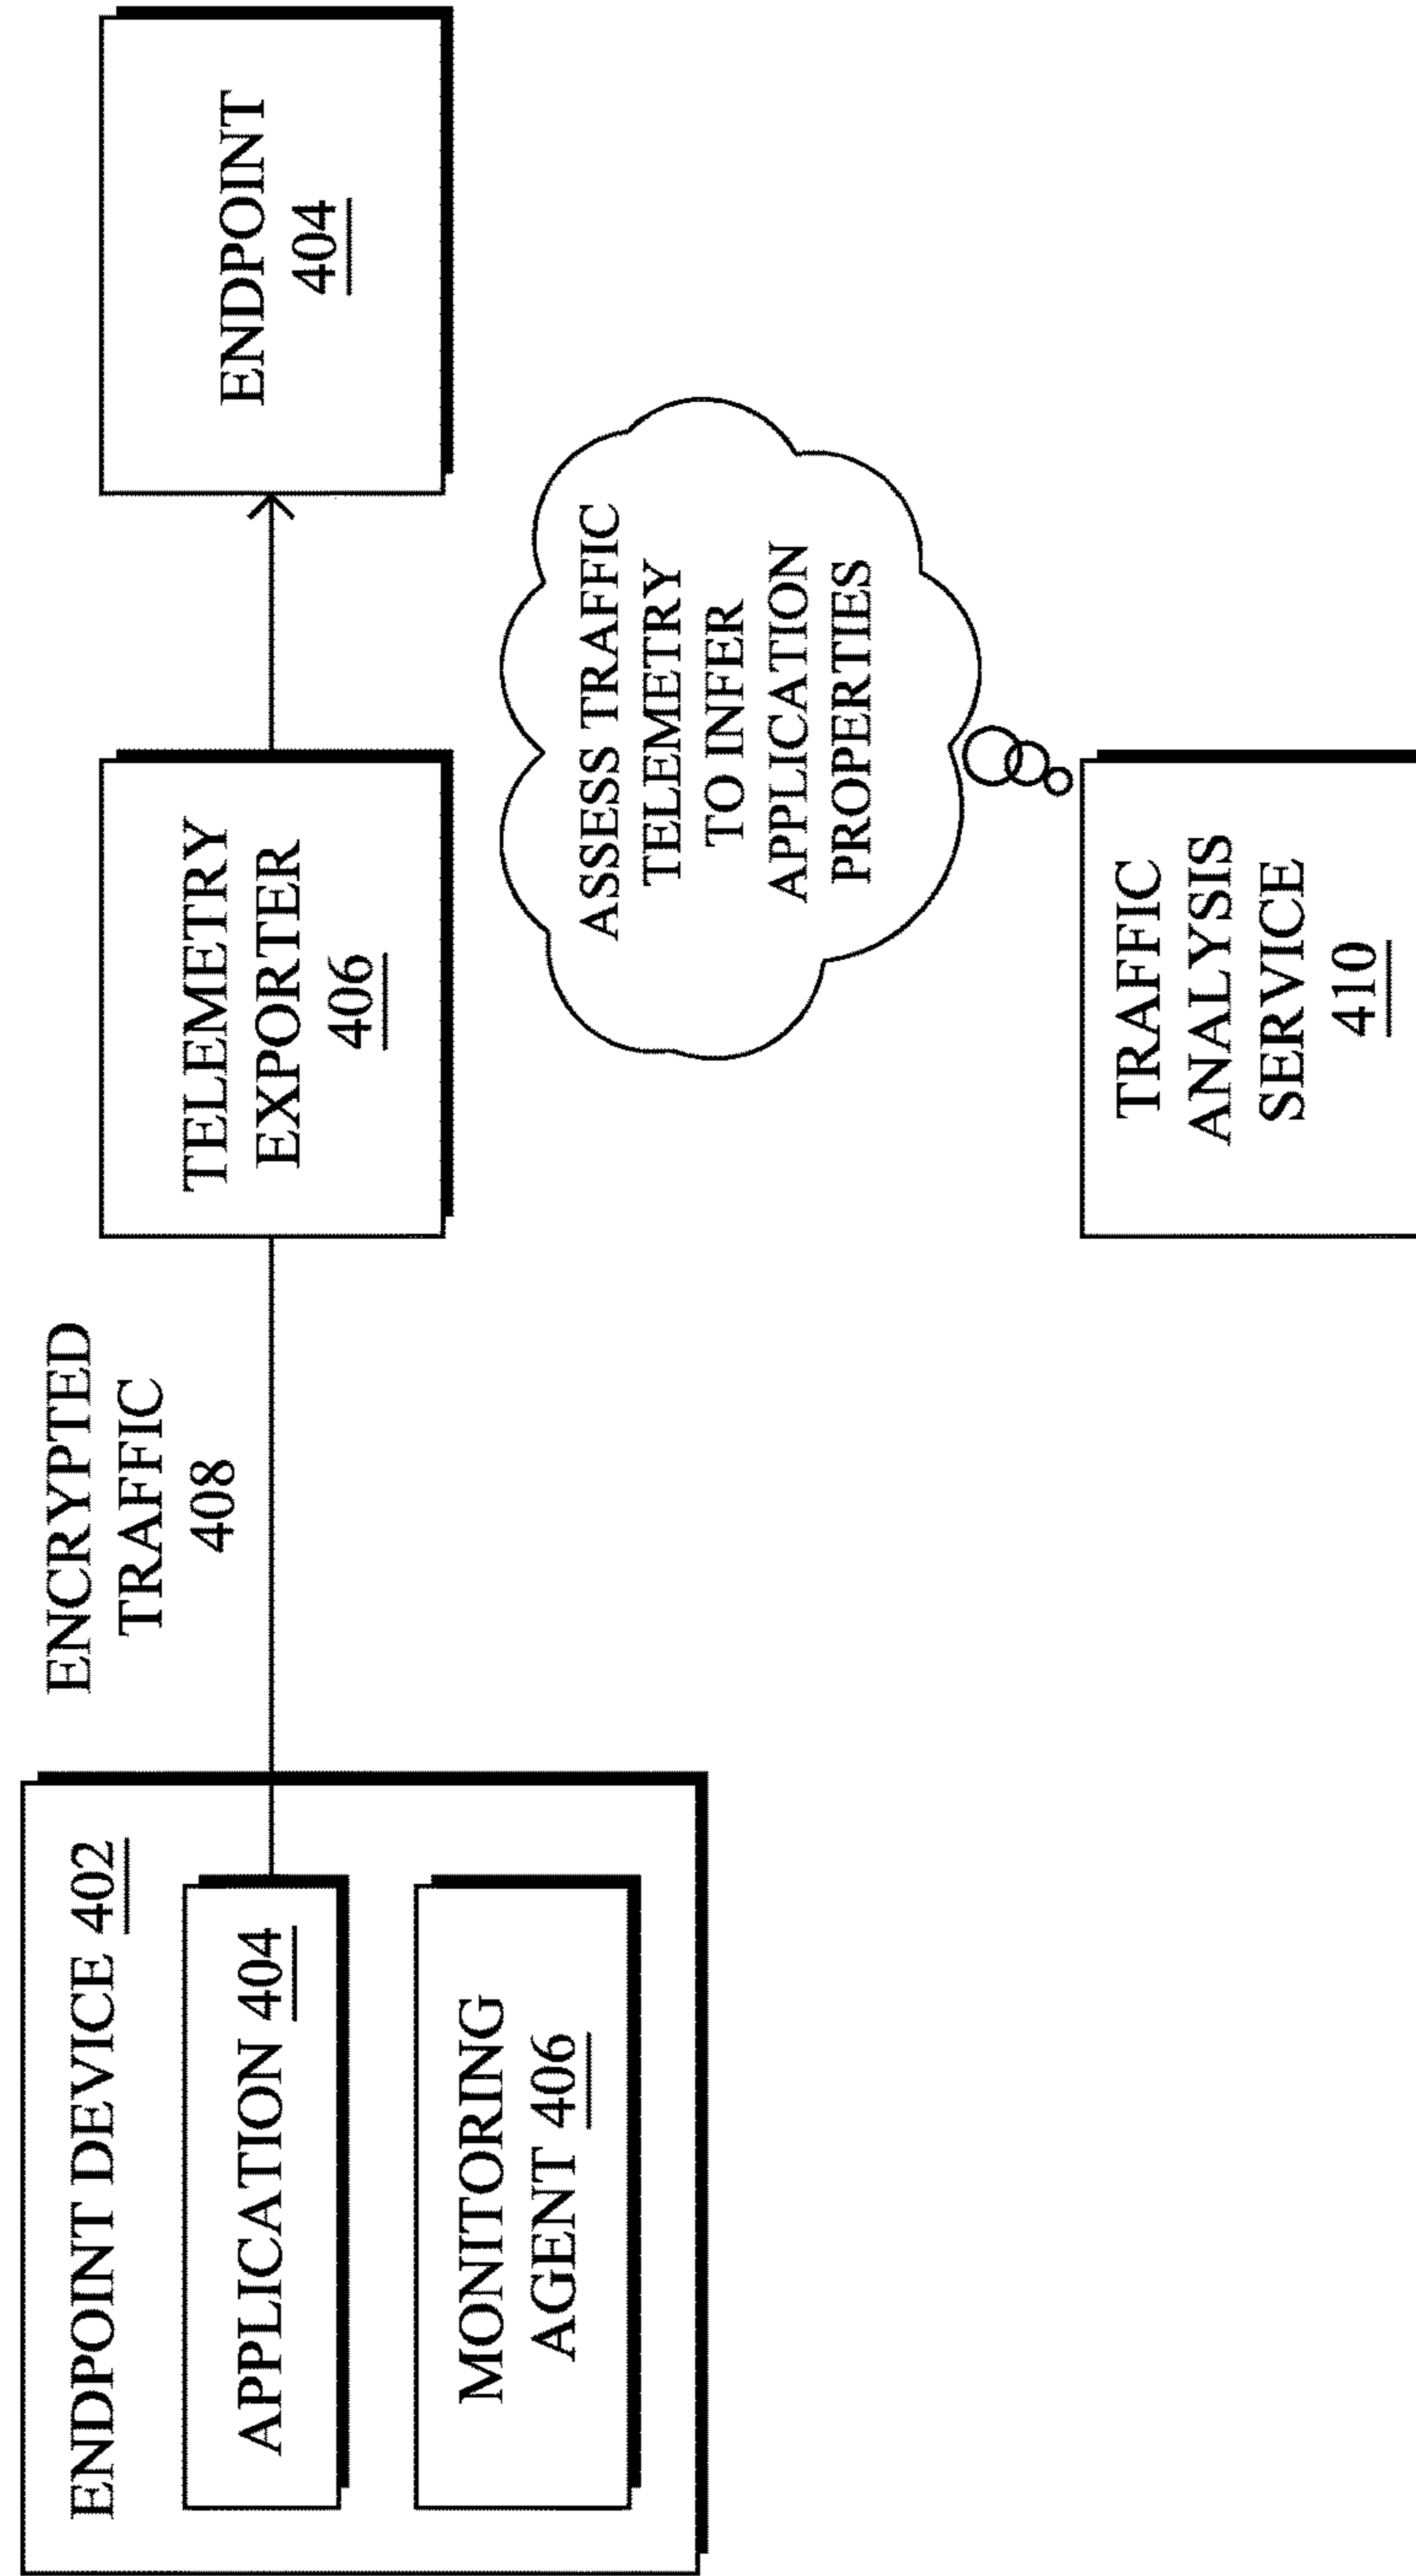 ENDPOINT DEVICE 402
APPLICATION 404
MONITORING
AGENT 406
ENCRYPTED
TRAFFIC
408
TELEMETRY
EXPORTER
406
ENDPOINT
404
ASSESS TRAFFIC
TELEMETRY
TO INFER
APPLICATION
PROPERTIES
TRAFFIC
ANALYSIS
SERVICE
410